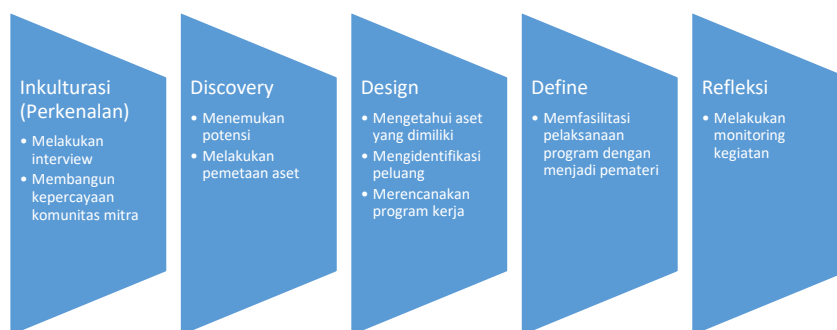 Inkulturasi
(Perkenalan)
• Melakukan
interview
• Membangun
kepercayaan
komunitas mitra
Discovery
• Menemukan
potensi
• Melakukan
pemetaan aset
Design
• Mengetahui aset
yang dimiliki
• Mengidentifikasi
peluang
• Merencanakan
program kerja
Define
• Memfasilitasi
pelaksanaan
program dengan
menjadi pemateri
Refleksi
• Melakukan
monitoring
kegiatan